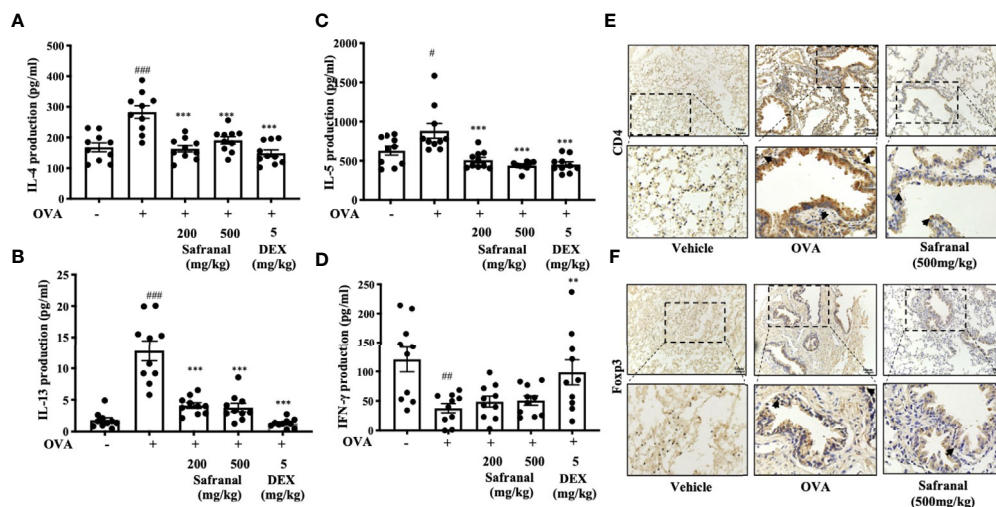 A
IL-4 production (pg/ml)
500
400
300
200
100
0
###
***
***
***
OVA
-
+
+
+
+
200
500
5
Safranal
(mg/kg)
DEX
(mg/kg)
B
IL-13 production (pg/ml)
25
20
15
10
5
0
###
***
***
***
OVA
-
+
+
+
+
200
500
5
Safranal
(mg/kg)
DEX
(mg/kg)
C
IL-5 production (pg/ml)
2000
1500
1000
500
0
#
***
***
***
OVA
-
+
+
+
+
200
500
5
Safranal
(mg/kg)
DEX
(mg/kg)
D
IFN-γ production (pg/ml)
300
200
100
100
50
0
##
**
OVA
-
+
+
+
+
200
500
5
Safranal
(mg/kg)
DEX
(mg/kg)
E
CD4
Vehicle
OVA
Safranal
(500mg/kg)
F
Foxp3
Vehicle
OVA
Safranal
(500mg/kg)